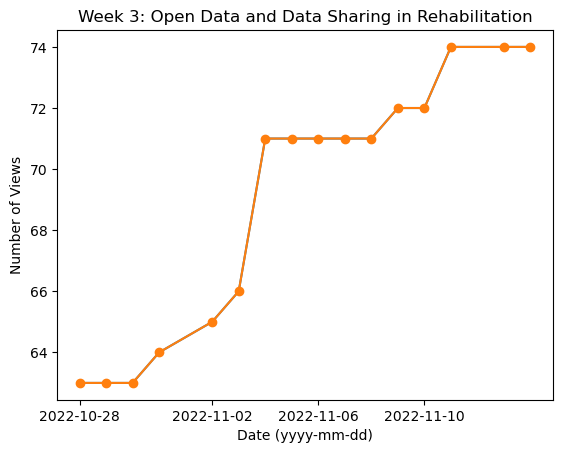 Week 3: Open Data and Data Sharing in Rehabilitation
74
72
70
68
66
64
Number of Views
2022-10-28 2022-11-02 2022-11-06 2022-11-10
Date (yyyy-mm-dd)